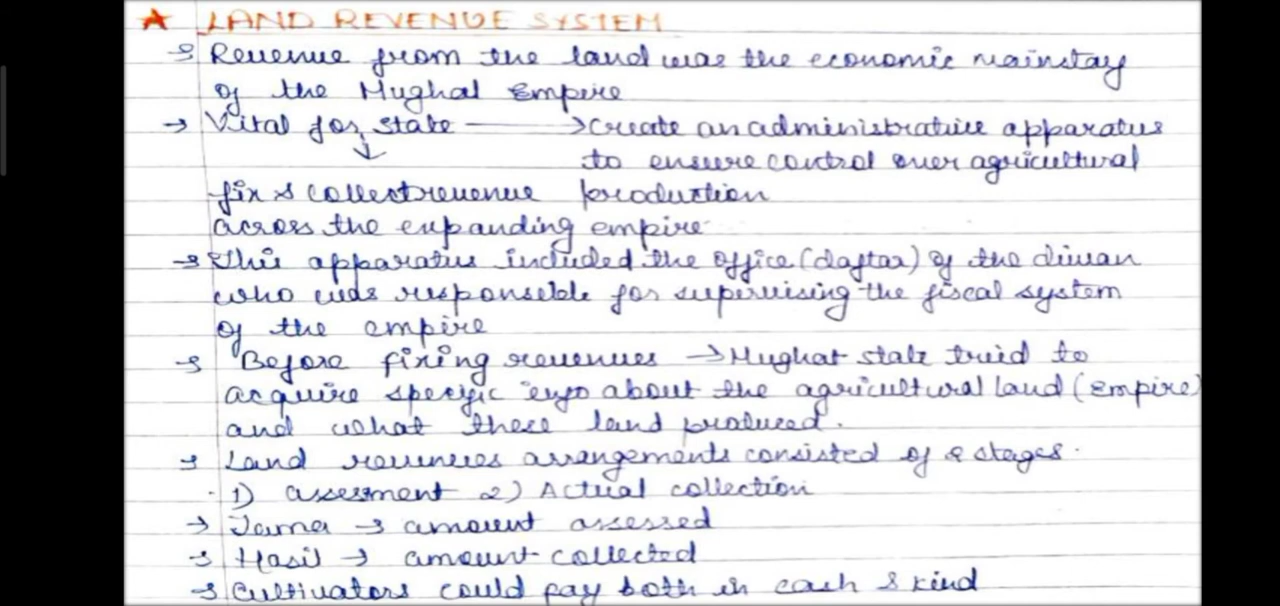 ★ LAND REVENUE SYSTEM
→ Revenue from the land was the economic mainstay
of the Mughal Empire
→ Vital for state → Create an administrative apparatus
↓ to ensure control over agricultural
fix & collect revenue production
across the expanding empire
→ This apparatus included the office (daftar) of the diwan
who was responsible for supervising the fiscal system
of the empire
→ Before fixing revenues → Mughal state tried to
acquire specific info about the agricultural land (Empire)
and what these land produced.
→ Land revenues arrangements consisted of 2 stages.
1) assessment 2) Actual collection
→ Jama → amount assessed
→ Hasil → amount collected
→ Cultivators could pay both in cash & kind